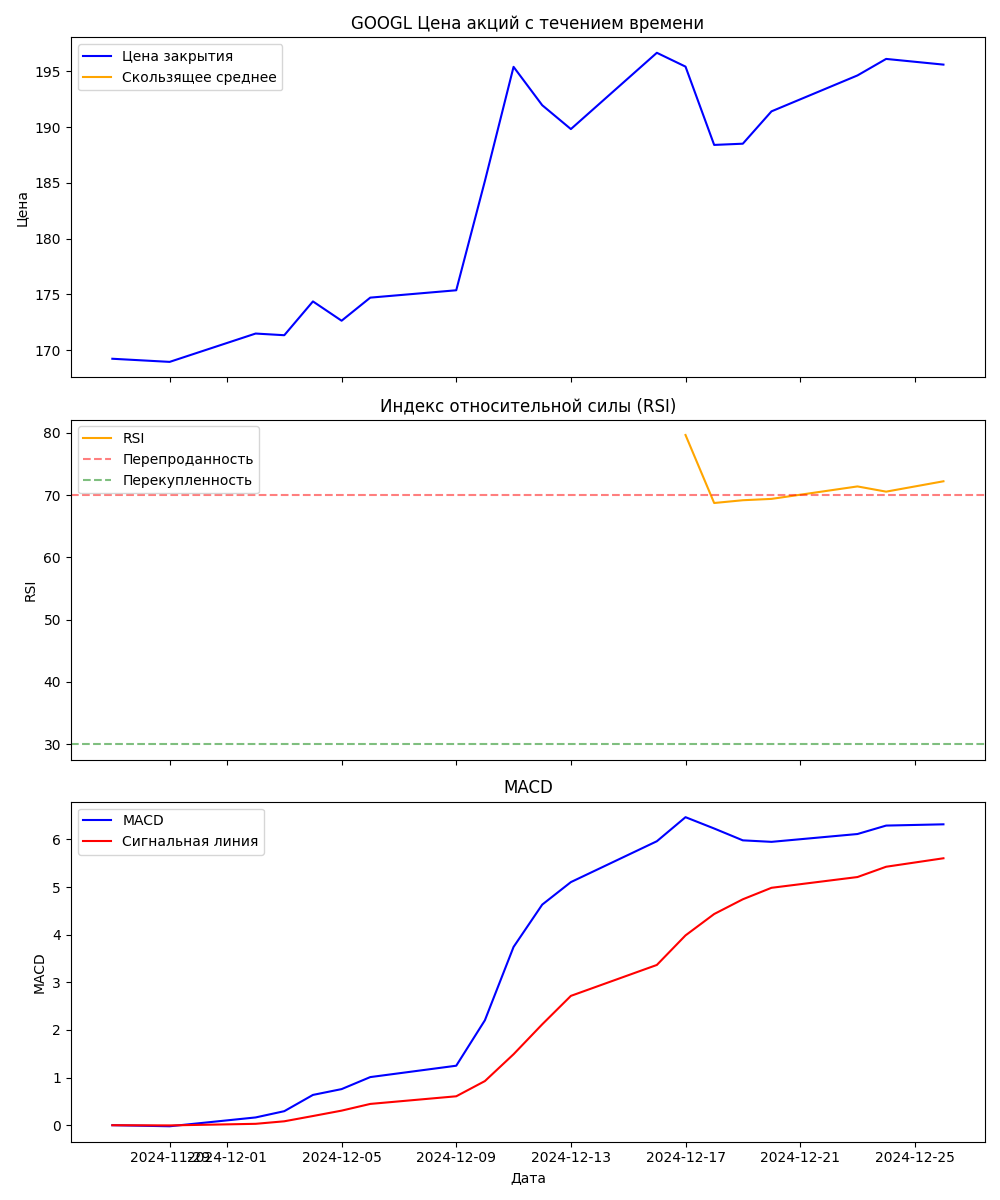 GOOGL Цена акций с течением времени
Цена закрытия
Скользящее среднее
195
190
185
180
175
170
Цена
Индекс относительной силы (RSI)
RSI
Перепроданность
Перекупленность
80
70
60
50
40
30
RSI
MACD
MACD
Сигнальная линия
6
5
4
3
2
1
0
MACD
2024-11-29 2024-12-01 2024-12-05 2024-12-09 2024-12-13 2024-12-17 2024-12-21 2024-12-25
Дата